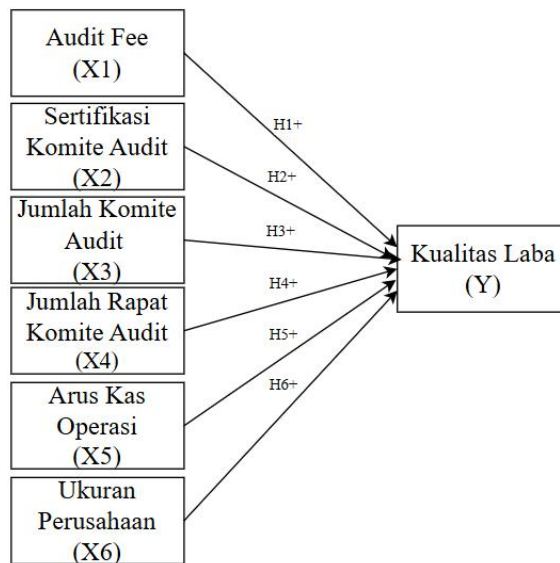 Audit Fee
(X1)
Sertifikasi
Komite Audit
(X2)
Jumlah Komite
Audit
(X3)
Jumlah Rapat
Komite Audit
(X4)
Arus Kas
Operasi
(X5)
Ukuran
Perusahaan
(X6)
H1+
H2+
H3+
H4+
H5+
H6+
Kualitas Laba
(Y)